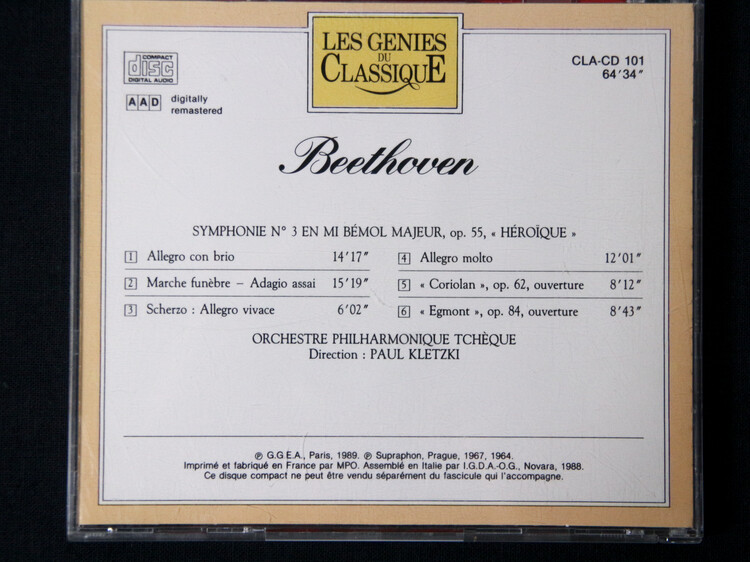 COMPACT
disc
DIGITAL AUDIO
AAD digitally
remastered
LES GENIES
DU
CLASSIQUE
CLA-CD 101
64'34"
Beethoven
SYMPHONIE N° 3 EN MI BÉMOL MAJEUR, op. 55, « HÉROÏQUE »
1 Allegro con brio 14'17"
2 Marche funèbre – Adagio assai 15'19"
3 Scherzo : Allegro vivace 6'02"
4 Allegro molto 12'01"
5 « Coriolan », op. 62, ouverture 8'12"
6 « Egmont », op. 84, ouverture 8'43"
ORCHESTRE PHILHARMONIQUE TCHÈQUE
Direction : PAUL KLETZKI
℗ G.G.E.A., Paris, 1989. ℗ Supraphon, Prague, 1967, 1964.
Imprimé et fabriqué en France par MPO. Assemblé en Italie par I.G.D.A.-O.G., Novara, 1988.
Ce disque compact ne peut être vendu séparément du fascicule qui l'accompagne.